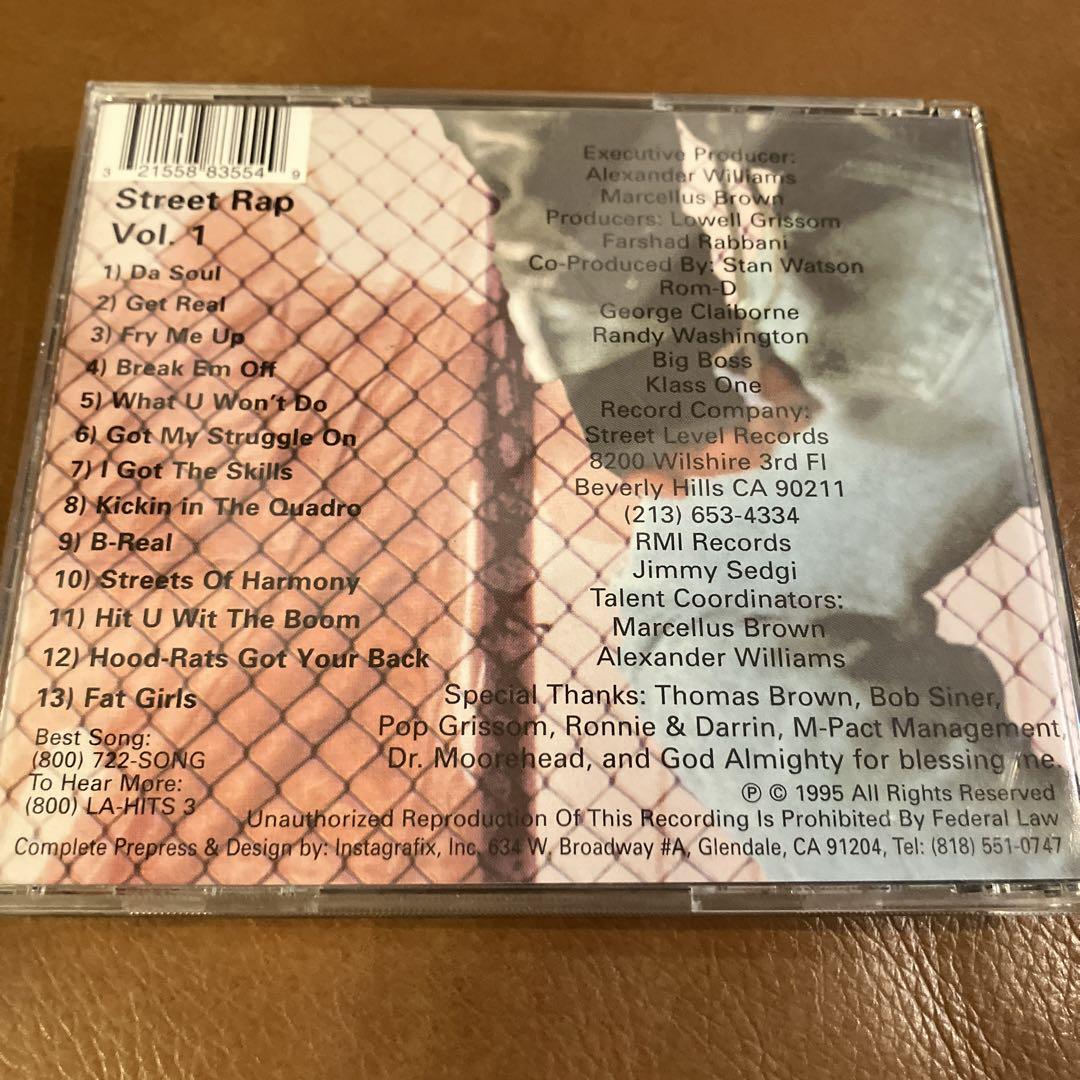 3 21558 83554 9
Street Rap
Vol. 1
1) Da Soul
2) Get Real
3) Fry Me Up
4) Break Em Off
5) What U Won't Do
6) Got My Struggle On
7) I Got The Skills
8) Kickin in The Quadro
9) B-Real
10) Streets Of Harmony
11) Hit U Wit The Boom
12) Hood-Rats Got Your Back
13) Fat Girls
Best Song:
(800) 722-SONG
To Hear More:
(800) LA-HITS 3
Executive Producer:
Alexander Williams
Marcellus Brown
Producers: Lowell Grissom
Farshad Rabbani
Co-Produced By: Stan Watson
Rom-D
George Claiborne
Randy Washington
Big Boss
Klass One
Record Company:
Street Level Records
8200 Wilshire 3rd Fl
Beverly Hills CA 90211
(213) 653-4334
RMI Records
Jimmy Sedgi
Talent Coordinators:
Marcellus Brown
Alexander Williams
Special Thanks: Thomas Brown, Bob Siner,
Pop Grissom, Ronnie & Darrin, M-Pact Management,
Dr. Moorehead, and God Almighty for blessing me.
℗ © 1995 All Rights Reserved
Unauthorized Reproduction Of This Recording Is Prohibited By Federal Law
Complete Prepress & Design by: Instagrafix, Inc. 634 W. Broadway #A, Glendale, CA 91204, Tel: (818) 551-0747